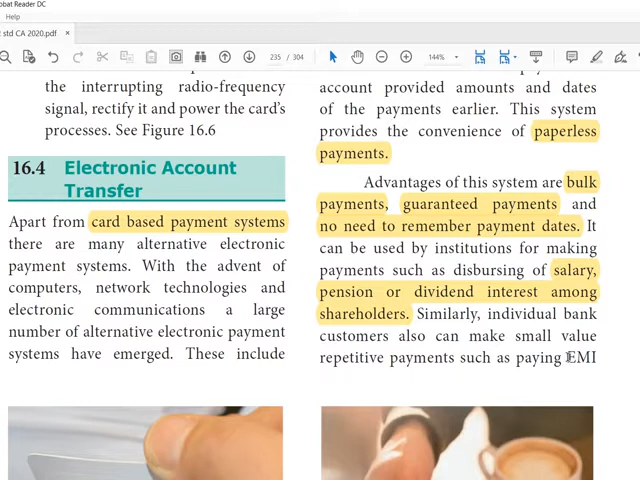 obat Reader DC
Help
std CA 2020.pdf ×
235 / 304
144%
the interrupting radio-frequency
signal, rectify it and power the card's
processes. See Figure 16.6
16.4 Electronic Account
Transfer
Apart from card based payment systems
there are many alternative electronic
payment systems. With the advent of
computers, network technologies and
electronic communications a large
number of alternative electronic payment
systems have emerged. These include
account provided amounts and dates
of the payments earlier. This system
provides the convenience of paperless
payments.
Advantages of this system are bulk
payments, guaranteed payments and
no need to remember payment dates. It
can be used by institutions for making
payments such as disbursing of salary,
pension or dividend interest among
shareholders. Similarly, individual bank
customers also can make small value
repetitive payments such as paying EMI